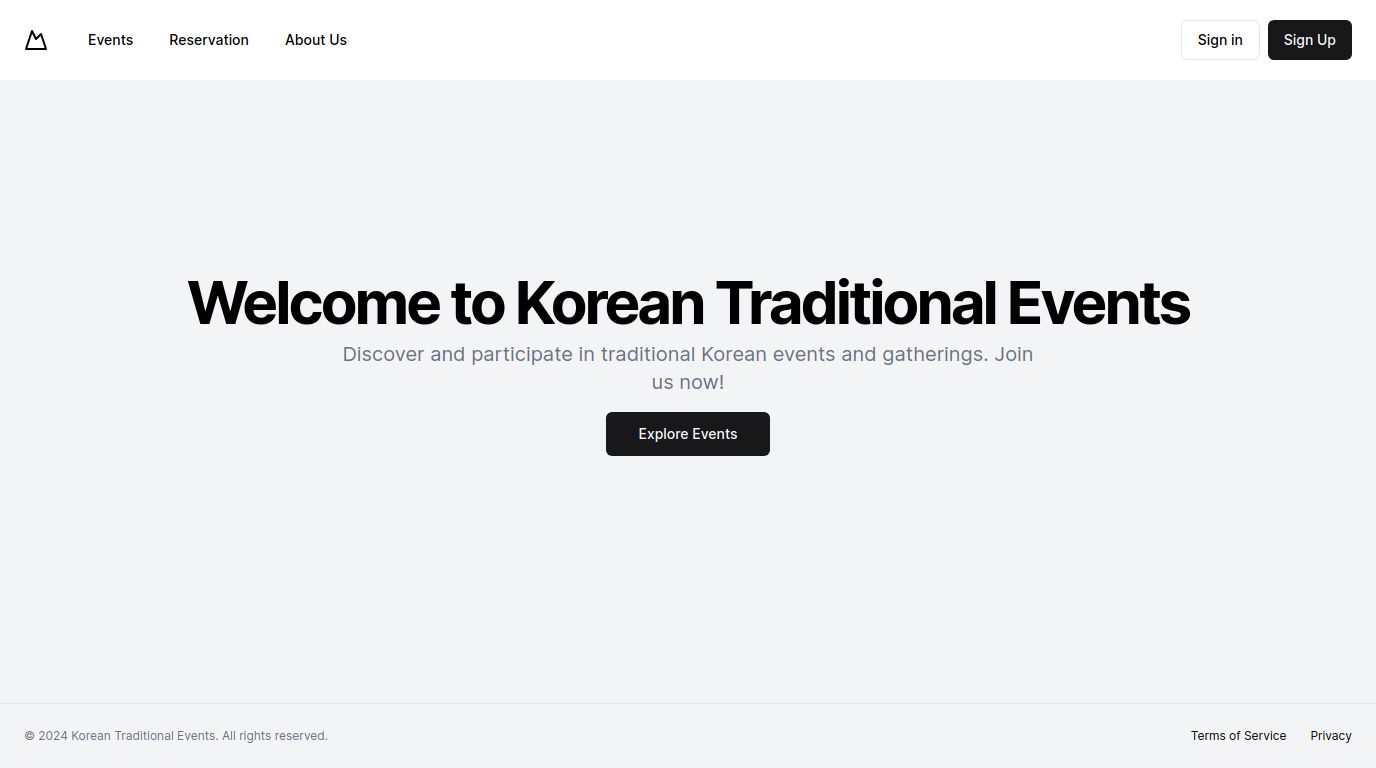 Events
Reservation
About Us
Sign in
Sign Up
Welcome to Korean Traditional Events
Discover and participate in traditional Korean events and gatherings. Join
us now!
Explore Events
© 2024 Korean Traditional Events. All rights reserved.
Terms of Service
Privacy